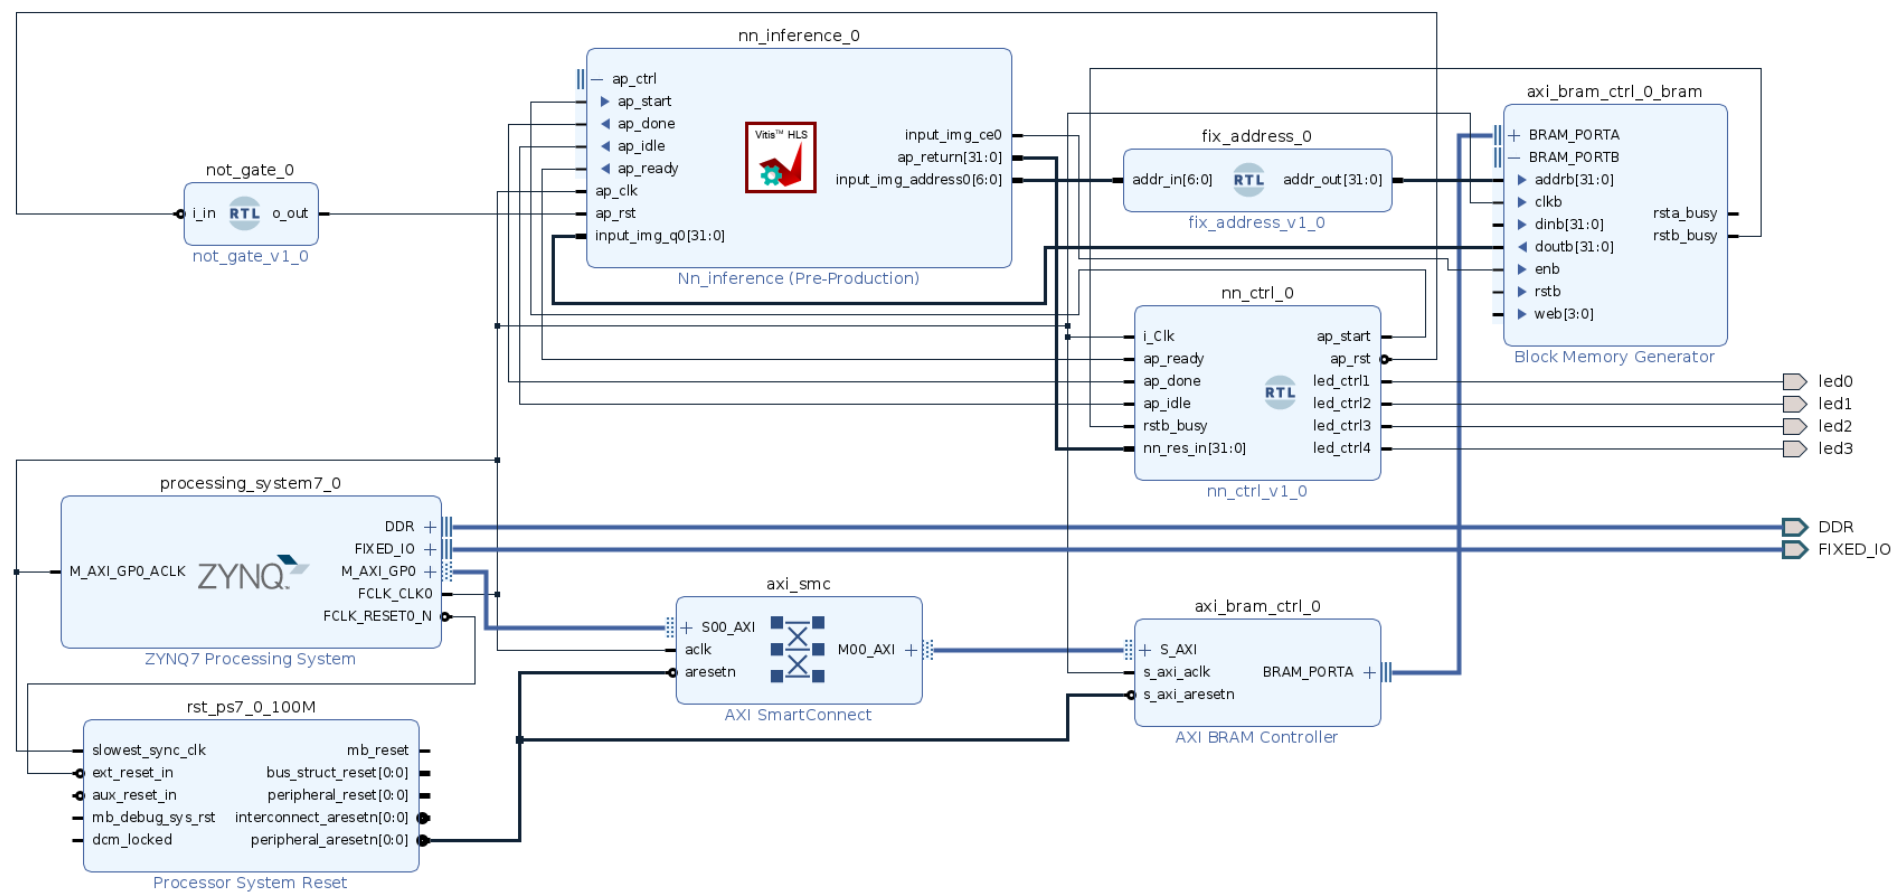 nn_inference_0
ap_ctrl
ap_start
ap_done
ap_idle
ap_ready
ap_clk
ap_rst
input_img_q0[31:0]
Vitis™ HLS
input_img_ce0
ap_return[31:0]
input_img_address0[6:0]
Nn_inference (Pre-Production)
not_gate_0
i_in
RTL
o_out
not_gate_v1_0
fix_address_0
addr_in[6:0]
RTL
addr_out[31:0]
fix_address_v1_0
axi_bram_ctrl_0_bram
BRAM_PORTA
BRAM_PORTB
addrb[31:0]
clkb
dinb[31:0]
doutb[31:0]
enb
rstb
web[3:0]
rsta_busy
rstb_busy
Block Memory Generator
nn_ctrl_0
i_Clk
ap_ready
ap_done
ap_idle
rstb_busy
nn_res_in[31:0]
RTL
ap_start
ap_rst
led_ctrl1
led_ctrl2
led_ctrl3
led_ctrl4
nn_ctrl_v1_0
led0
led1
led2
led3
DDR
FIXED_IO
processing_system7_0
M_AXI_GP0_ACLK
ZYNQ
DDR
FIXED_IO
M_AXI_GP0
FCLK_CLK0
FCLK_RESET0_N
ZYNQ7 Processing System
axi_smc
S00_AXI
aclk
aresetn
M00_AXI
AXI SmartConnect
axi_bram_ctrl_0
S_AXI
s_axi_aclk
s_axi_aresetn
BRAM_PORTA
AXI BRAM Controller
rst_ps7_0_100M
slowest_sync_clk
ext_reset_in
aux_reset_in
mb_debug_sys_rst
dcm_locked
mb_reset
bus_struct_reset[0:0]
peripheral_reset[0:0]
interconnect_aresetn[0:0]
peripheral_aresetn[0:0]
Processor System Reset